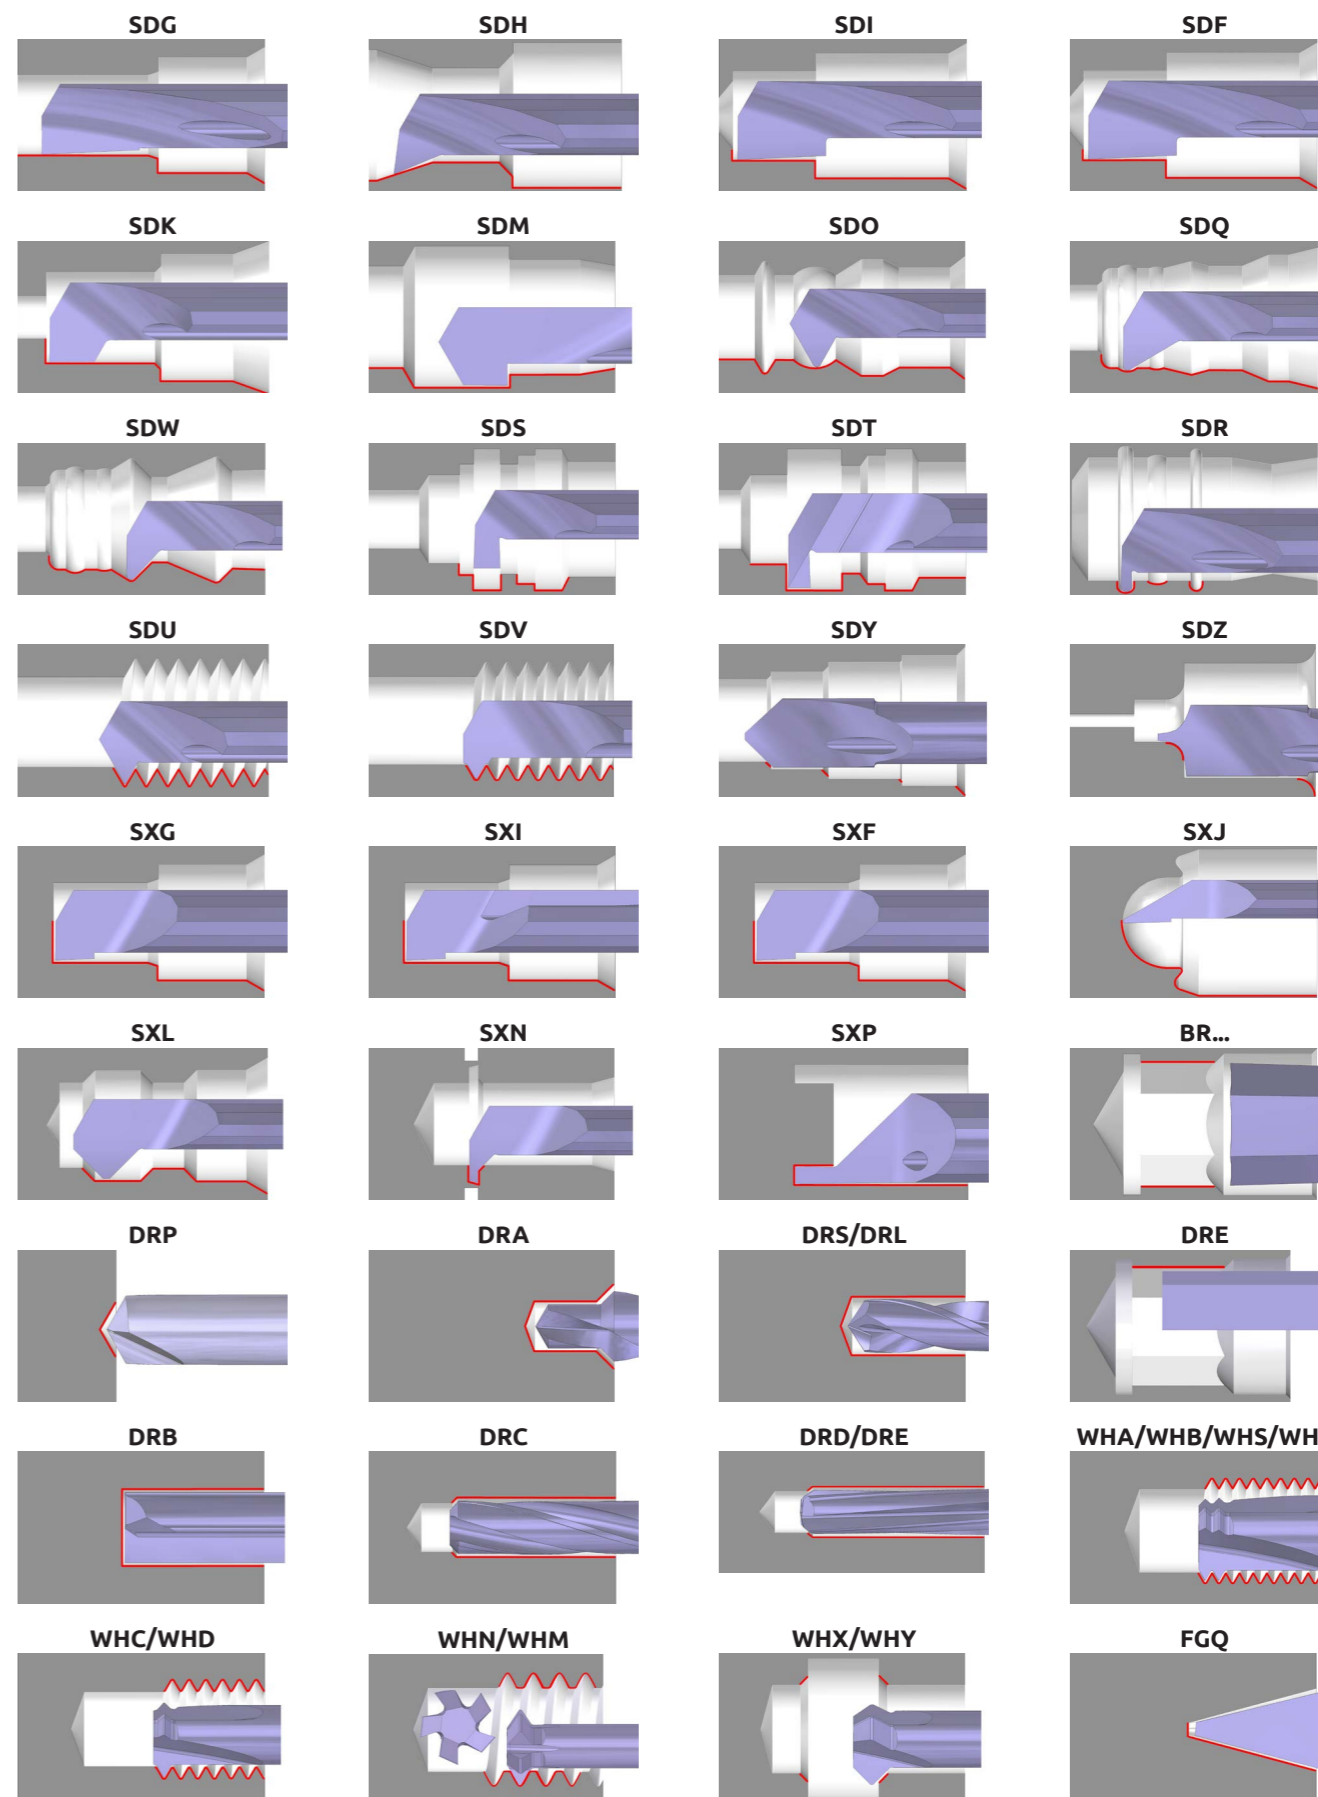 SDG SDH SDI SDF
SDK SDM SDO SDQ
SDW SDS SDT SDR
SDU SDV SDY SDZ
SXG SXI SXF SXJ
SXL SXN SXP BR...
DRP DRA DRS/DRL DRE
DRB DRC DRD/DRE WHA/WHB/WHS/WH
WHC/WHD WHN/WHM WHX/WHY FGQ